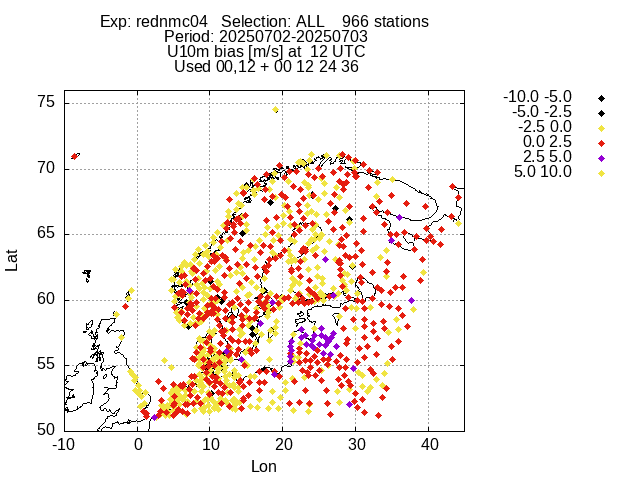 Exp: rednmc04 Selection: ALL 966 stations
Period: 20250702-20250703
U10m bias [m/s] at 12 UTC
Used 00,12 + 00 12 24 36
-10.0 -5.0
-5.0 -2.5
-2.5 0.0
0.0 2.5
2.5 5.0
5.0 10.0
75
70
65
60
55
50
Lat
-10 0 10 20 30 40
Lon